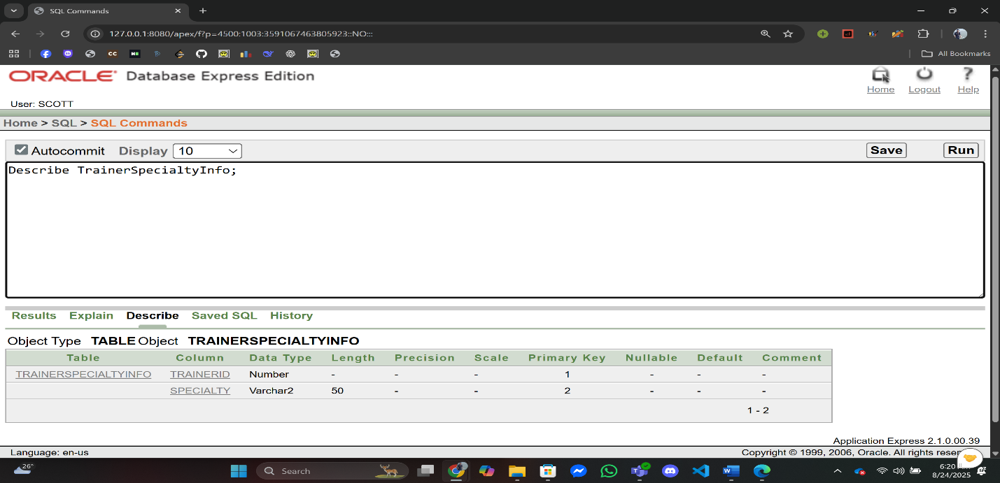 SQL Commands
127.0.0.1:8080/apex/f?p=4500:1003:3591067463805923::NO:::
All Bookmarks
ORACLE Database Express Edition
Home Logout Help
User: SCOTT
Home > SQL > SQL Commands
Autocommit Display 10 Save Run
Describe TrainerSpecialtyInfo;
Results Explain Describe Saved SQL History
Object Type TABLE Object TRAINERSPECIALTYINFO
Table Column Data Type Length Precision Scale Primary Key Nullable Default Comment
TRAINERSPECIALTYINFO TRAINERID Number - - - 1 - - -
SPECIALTY Varchar2 50 - - 2 - - -
1 - 2
Application Express 2.1.0.00.39
Language: en-us Copyright © 1999, 2006, Oracle. All rights
26° Search 6:20
8/24/2025